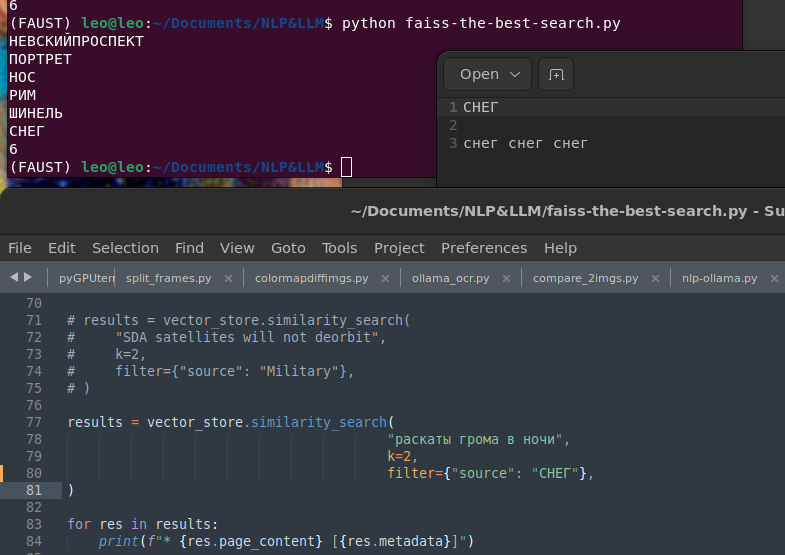 6
(FAUST) leo@leo:~/Documents/NLP&LLM$ python faiss-the-best-search.py
НЕВСКИЙПРОСПЕКТ
ПОРТРЕТ
НОС
РИМ
ШИНЕЛЬ
СНЕГ
6
(FAUST) leo@leo:~/Documents/NLP&LLM$
Open
1 СНЕГ
2
3 снег снег снег
~/Documents/NLP&LLM/faiss-the-best-search.py - Su
File Edit Selection Find View Goto Tools Project Preferences Help
pyGPUter split_frames.py × colormapdiffimgs.py × ollama_ocr.py × compare_2imgs.py × nlp-ollama.py ×
70
71 # results = vector_store.similarity_search(
72 #     "SDA satellites will not deorbit",
73 #     k=2,
74 #     filter={"source": "Military"},
75 # )
76
77 results = vector_store.similarity_search(
78                                         "раскаты грома в ночи",
79                                         k=2,
80                                         filter={"source": "СНЕГ"},
81 )
82
83 for res in results:
84     print(f"* {res.page_content} [{res.metadata}]")